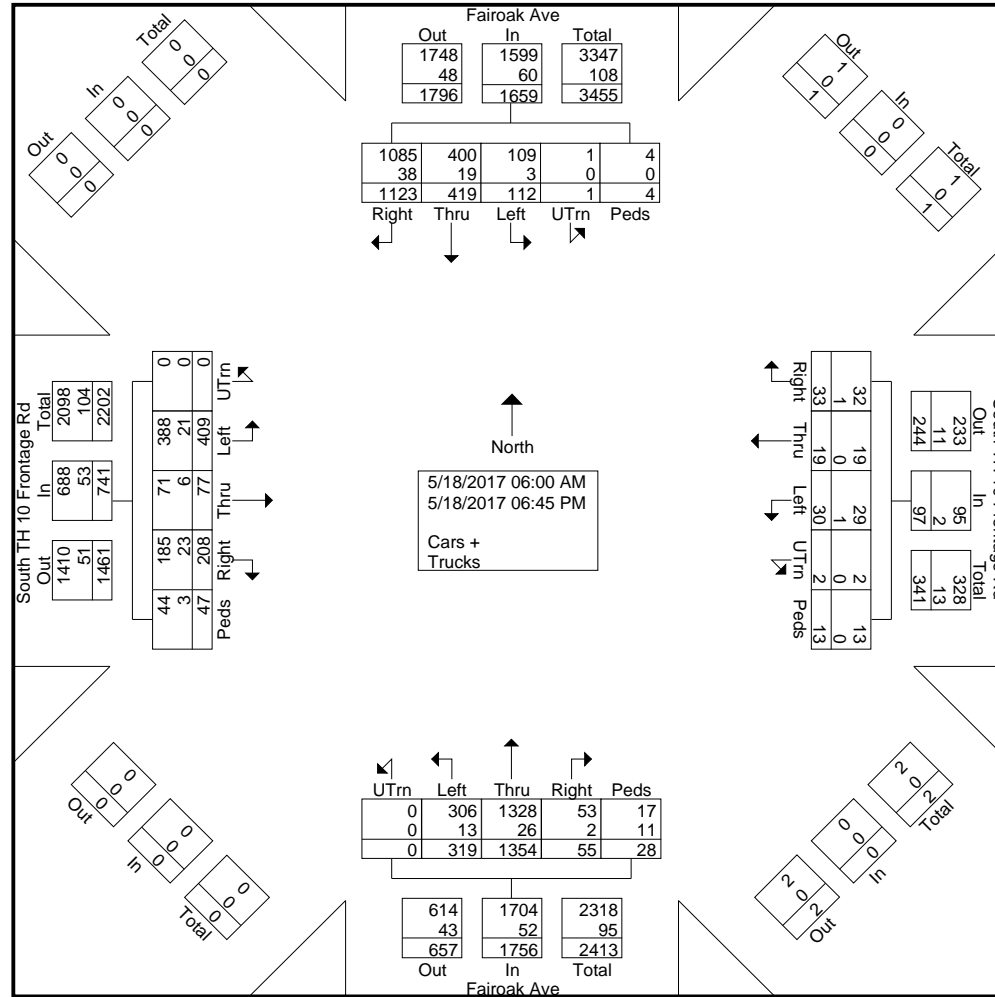 Fairoak Ave
Out In Total
1748 1599 3347
48 60 108
1796 1659 3455
1085 400 109 1 4
38 19 3 0 0
1123 419 112 1 4
Right Thru Left UTrn Peds
Total
0
0
0
In
0
0
0
Out
0
0
0
Out
1
0
1
In
0
0
0
Total
1
0
1
South TH 10 Frontage Rd
Total
2098
104
2202
In
688
53
741
Out
1410
51
1461
0 0 0 UTrn
388 21 409 Left
71 6 77 Thru
185 23 208 Right
44 3 47 Peds
North
5/18/2017 06:00 AM
5/18/2017 06:45 PM
Cars +
Trucks
Right 33 1 32
Thru 19 0 19
Left 30 1 29
UTrn 2 0 2
Peds 13 0 13
Out
233
11
244
In
95
2
97
Total
328
13
341
Out
0
0
0
In
0
0
0
Total
0
0
0
Total
2
0
2
In
0
0
0
Out
2
0
2
UTrn Left Thru Right Peds
0 306 1328 53 17
0 13 26 2 11
0 319 1354 55 28
614 1704 2318
43 52 95
657 1756 2413
Out In Total
Fairoak Ave